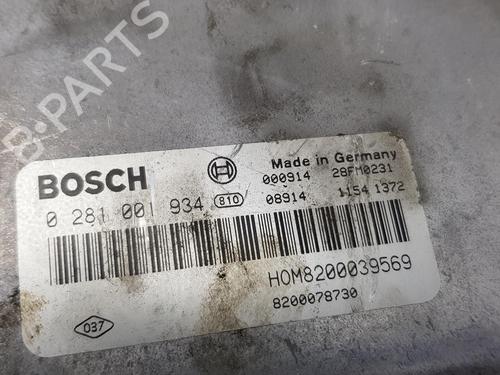 B-PARTS
BOSCH
Made in Germany
0 281 001 934 810
000914 28FM0231
08914 1154 1372
HOM8200039569
8200078730
037